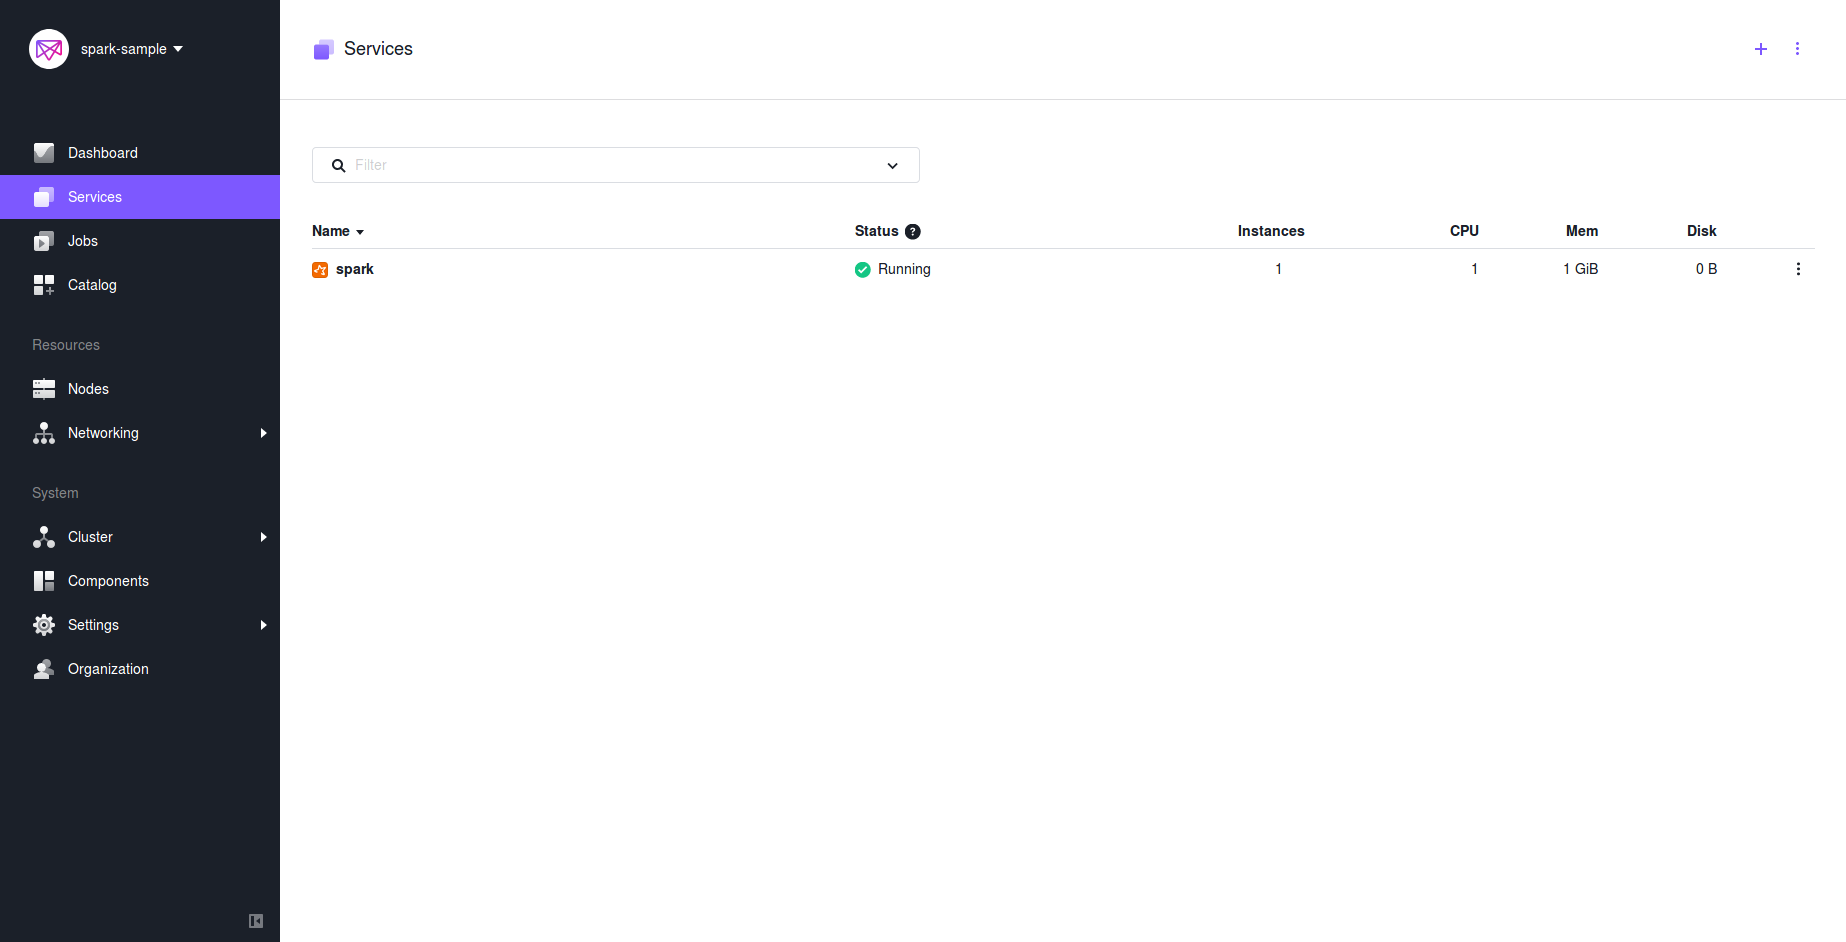 spark-sample
Dashboard
Services
Jobs
Catalog
Resources
Nodes
Networking
System
Cluster
Components
Settings
Organization
Services
Filter
Name Status ? Instances CPU Mem Disk
spark Running 1 1 1 GiB 0 B